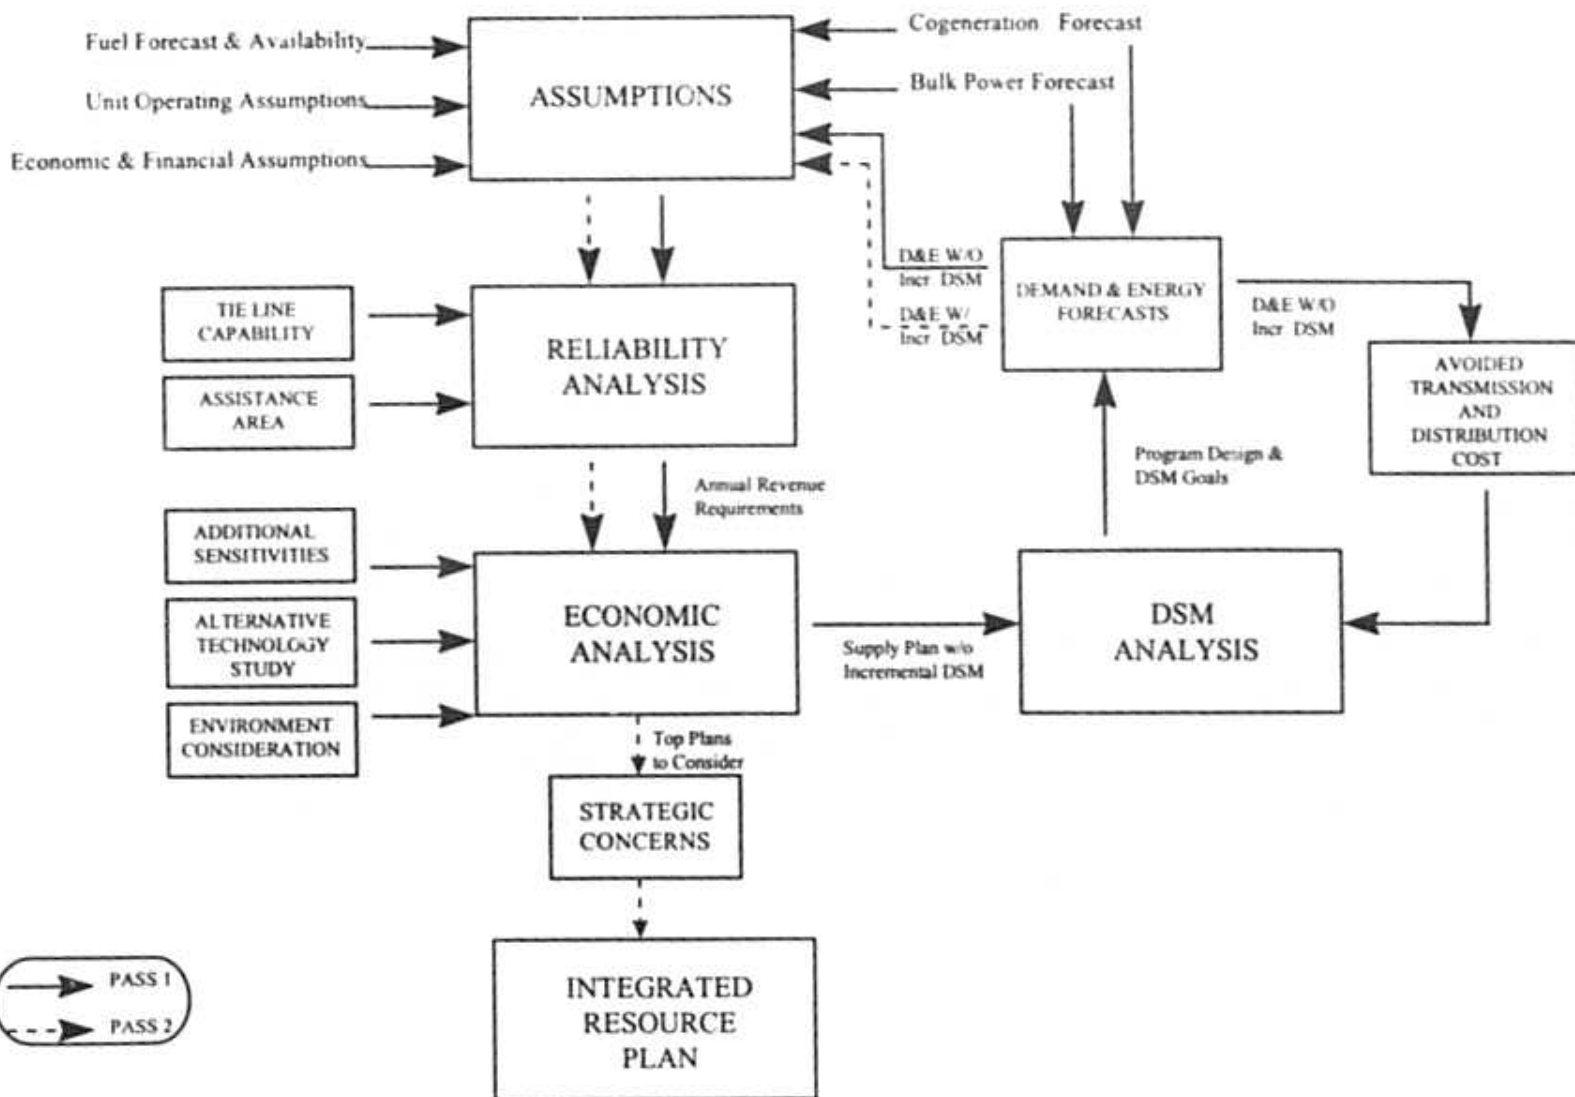 Fuel Forecast & Availability
Unit Operating Assumptions
Economic & Financial Assumptions
ASSUMPTIONS
Cogeneration Forecast
Bulk Power Forecast
D&E W/O
Incr DSM
D&E W/
Incr DSM
DEMAND & ENERGY
FORECASTS
D&E W/O
Incr DSM
AVOIDED
TRANSMISSION
AND
DISTRIBUTION
COST
TIE LINE
CAPABILITY
ASSISTANCE
AREA
RELIABILITY
ANALYSIS
Annual Revenue
Requirements
Program Design &
DSM Goals
ADDITIONAL
SENSITIVITIES
ALTERNATIVE
TECHNOLOGY
STUDY
ENVIRONMENT
CONSIDERATION
ECONOMIC
ANALYSIS
Supply Plan w/o
Incremental DSM
DSM
ANALYSIS
Top Plans
to Consider
STRATEGIC
CONCERNS
INTEGRATED
RESOURCE
PLAN
PASS 1
PASS 2